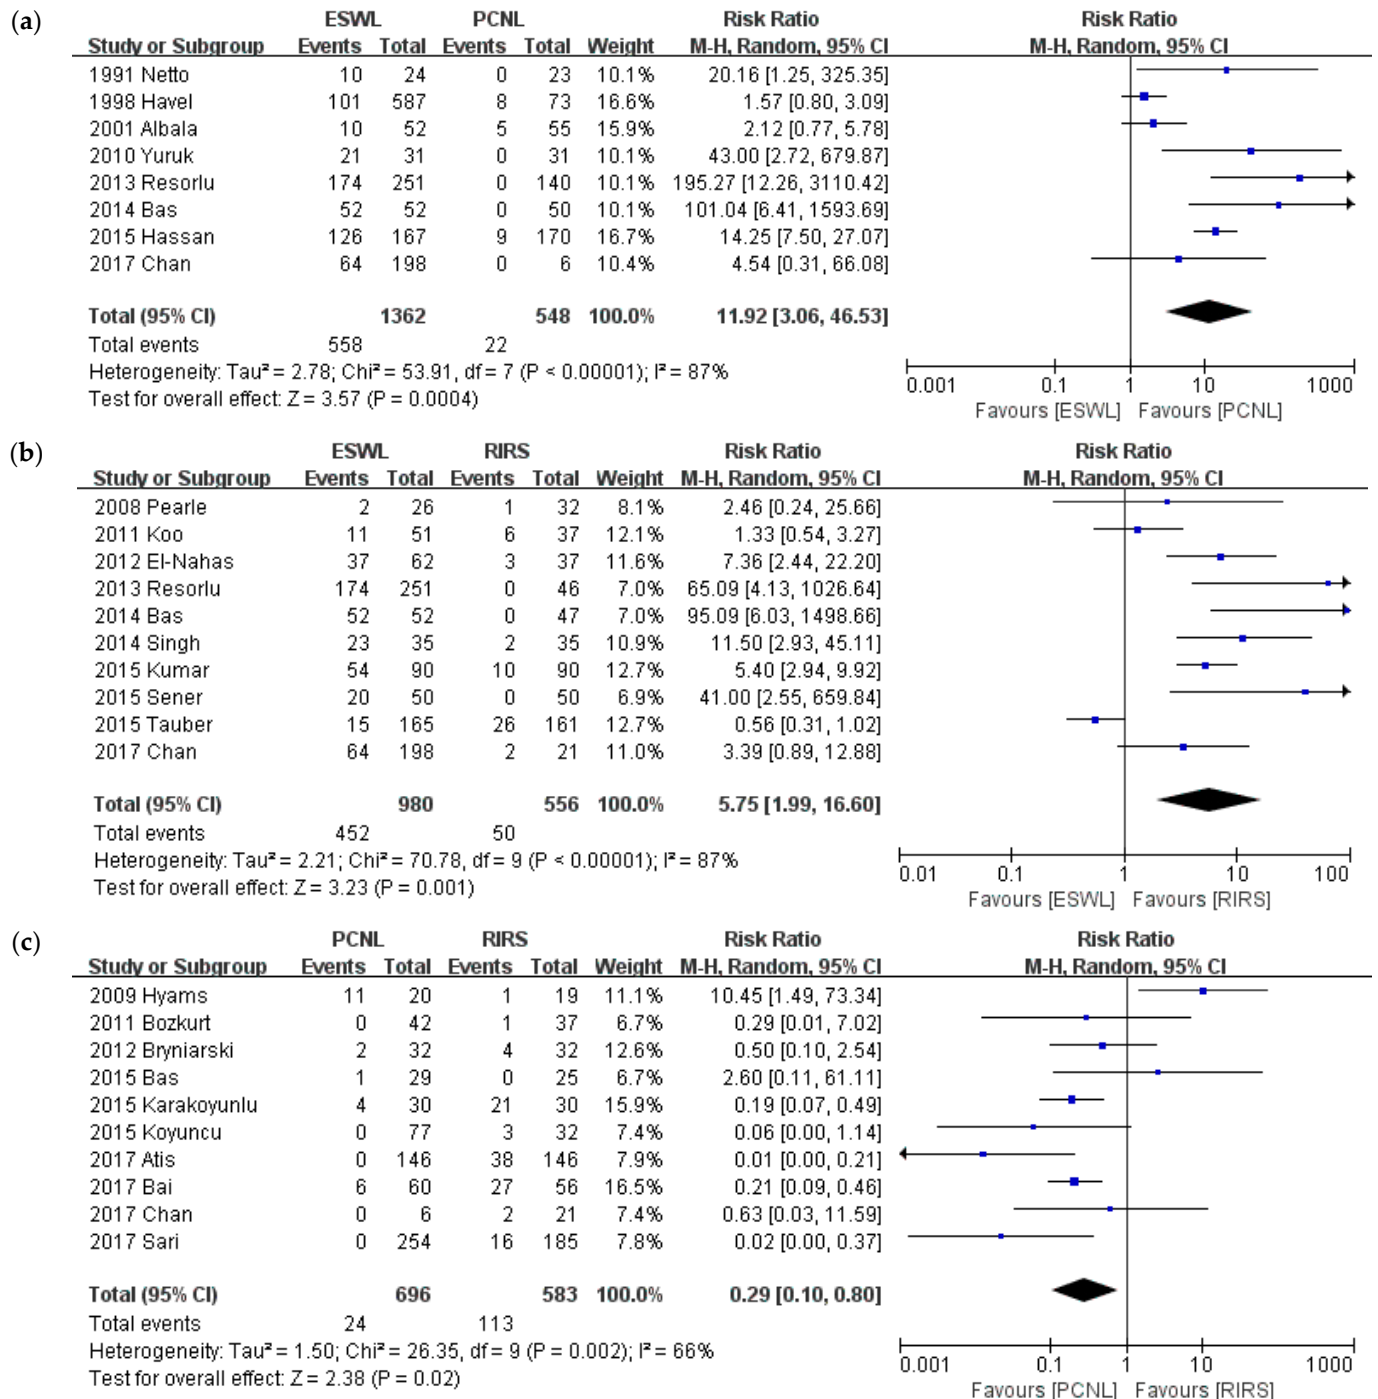 (a)
ESWL PCNL Risk Ratio Risk Ratio
Study or Subgroup Events Total Events Total Weight M-H, Random, 95% CI M-H, Random, 95% CI
1991 Netto 10 24 0 23 10.1% 20.16 [1.25, 325.35]
1998 Havel 101 587 8 73 16.6% 1.57 [0.80, 3.09]
2001 Albala 10 52 5 55 15.9% 2.12 [0.77, 5.78]
2010 Yuruk 21 31 0 31 10.1% 43.00 [2.72, 679.87]
2013 Resorlu 174 251 0 140 10.1% 195.27 [12.26, 3110.42]
2014 Bas 52 52 0 50 10.1% 101.04 [6.41, 1593.69]
2015 Hassan 126 167 9 170 16.7% 14.25 [7.50, 27.07]
2017 Chan 64 198 0 6 10.4% 4.54 [0.31, 66.08]
Total (95% CI) 1362 548 100.0% 11.92 [3.06, 46.53]
Total events 558 22
Heterogeneity: Tau² = 2.78; Chi² = 53.91, df = 7 (P < 0.00001); I² = 87%
Test for overall effect: Z = 3.57 (P = 0.0004)
0.001 0.1 1 10 1000
Favours [ESWL] Favours [PCNL]
(b)
ESWL RIRS Risk Ratio Risk Ratio
Study or Subgroup Events Total Events Total Weight M-H, Random, 95% CI M-H, Random, 95% CI
2008 Pearle 2 26 1 32 8.1% 2.46 [0.24, 25.66]
2011 Koo 11 51 6 37 12.1% 1.33 [0.54, 3.27]
2012 El-Nahas 37 62 3 37 11.6% 7.36 [2.44, 22.20]
2013 Resorlu 174 251 0 46 7.0% 65.09 [4.13, 1026.64]
2014 Bas 52 52 0 47 7.0% 95.09 [6.03, 1498.66]
2014 Singh 23 35 2 35 10.9% 11.50 [2.93, 45.11]
2015 Kumar 54 90 10 90 12.7% 5.40 [2.94, 9.92]
2015 Sener 20 50 0 50 6.9% 41.00 [2.55, 659.84]
2015 Tauber 15 165 26 161 12.7% 0.56 [0.31, 1.02]
2017 Chan 64 198 2 21 11.0% 3.39 [0.89, 12.88]
Total (95% CI) 980 556 100.0% 5.75 [1.99, 16.60]
Total events 452 50
Heterogeneity: Tau² = 2.21; Chi² = 70.78, df = 9 (P < 0.00001); I² = 87%
Test for overall effect: Z = 3.23 (P = 0.001)
0.01 0.1 1 10 100
Favours [ESWL] Favours [RIRS]
(c)
PCNL RIRS Risk Ratio Risk Ratio
Study or Subgroup Events Total Events Total Weight M-H, Random, 95% CI M-H, Random, 95% CI
2009 Hyams 11 20 1 19 11.1% 10.45 [1.49, 73.34]
2011 Bozkurt 0 42 1 37 6.7% 0.29 [0.01, 7.02]
2012 Bryniarski 2 32 4 32 12.6% 0.50 [0.10, 2.54]
2015 Bas 1 29 0 25 6.7% 2.60 [0.11, 61.11]
2015 Karakoyunlu 4 30 21 30 15.9% 0.19 [0.07, 0.49]
2015 Koyuncu 0 77 3 32 7.4% 0.06 [0.00, 1.14]
2017 Atis 0 146 38 146 7.9% 0.01 [0.00, 0.21]
2017 Bai 6 60 27 56 16.5% 0.21 [0.09, 0.46]
2017 Chan 0 6 2 21 7.4% 0.63 [0.03, 11.59]
2017 Sari 0 254 16 185 7.8% 0.02 [0.00, 0.37]
Total (95% CI) 696 583 100.0% 0.29 [0.10, 0.80]
Total events 24 113
Heterogeneity: Tau² = 1.50; Chi² = 26.35, df = 9 (P = 0.002); I² = 66%
Test for overall effect: Z = 2.38 (P = 0.02)
0.001 0.1 1 10 1000
Favours [PCNL] Favours [RIRS]